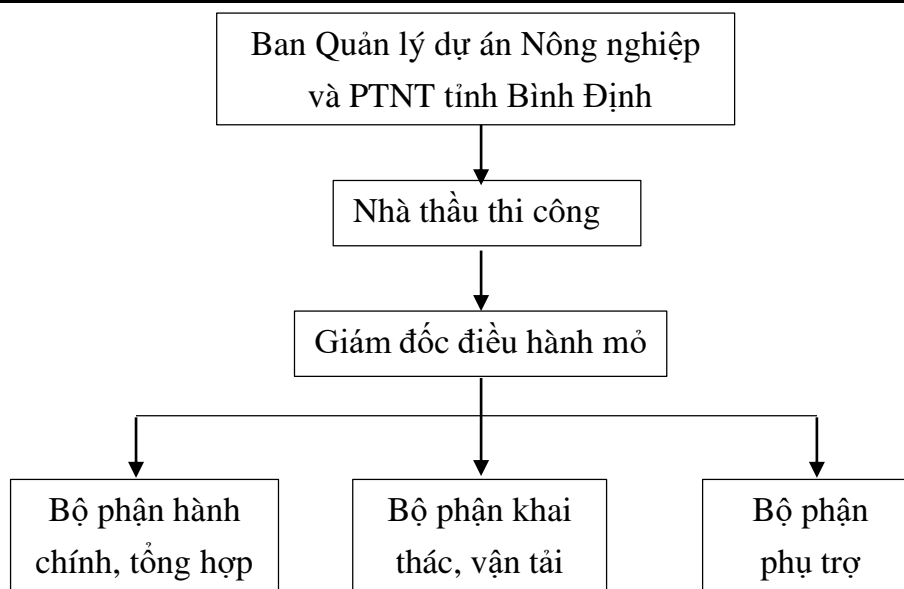 Ban Quản lý dự án Nông nghiệp
và PTNT tỉnh Bình Định
Nhà thầu thi công
Giám đốc điều hành mỏ
Bộ phận hành
chính, tổng hợp
Bộ phận khai
thác, vận tải
Bộ phận
phụ trợ